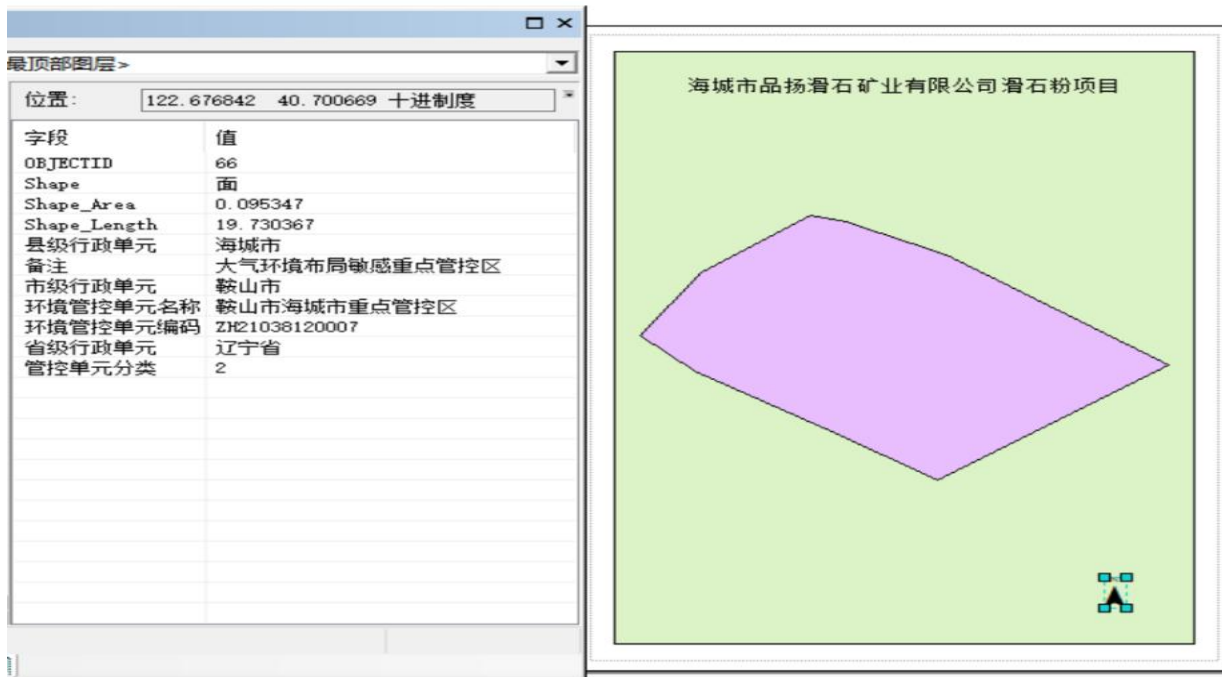 最顶部图层>
位置: 122.676842 40.700669 十进制度
字段 值
OBJECTID 66
Shape 面
Shape_Area 0.095347
Shape_Length 19.730367
县级行政单元 海城市
备注 大气环境布局敏感重点管控区
市级行政单元 鞍山市
环境管控单元名称 鞍山市海城市重点管控区
环境管控单元编码 ZH21038120007
省级行政单元 辽宁省
管控单元分类 2
海城市品扬滑石矿业有限公司滑石粉项目